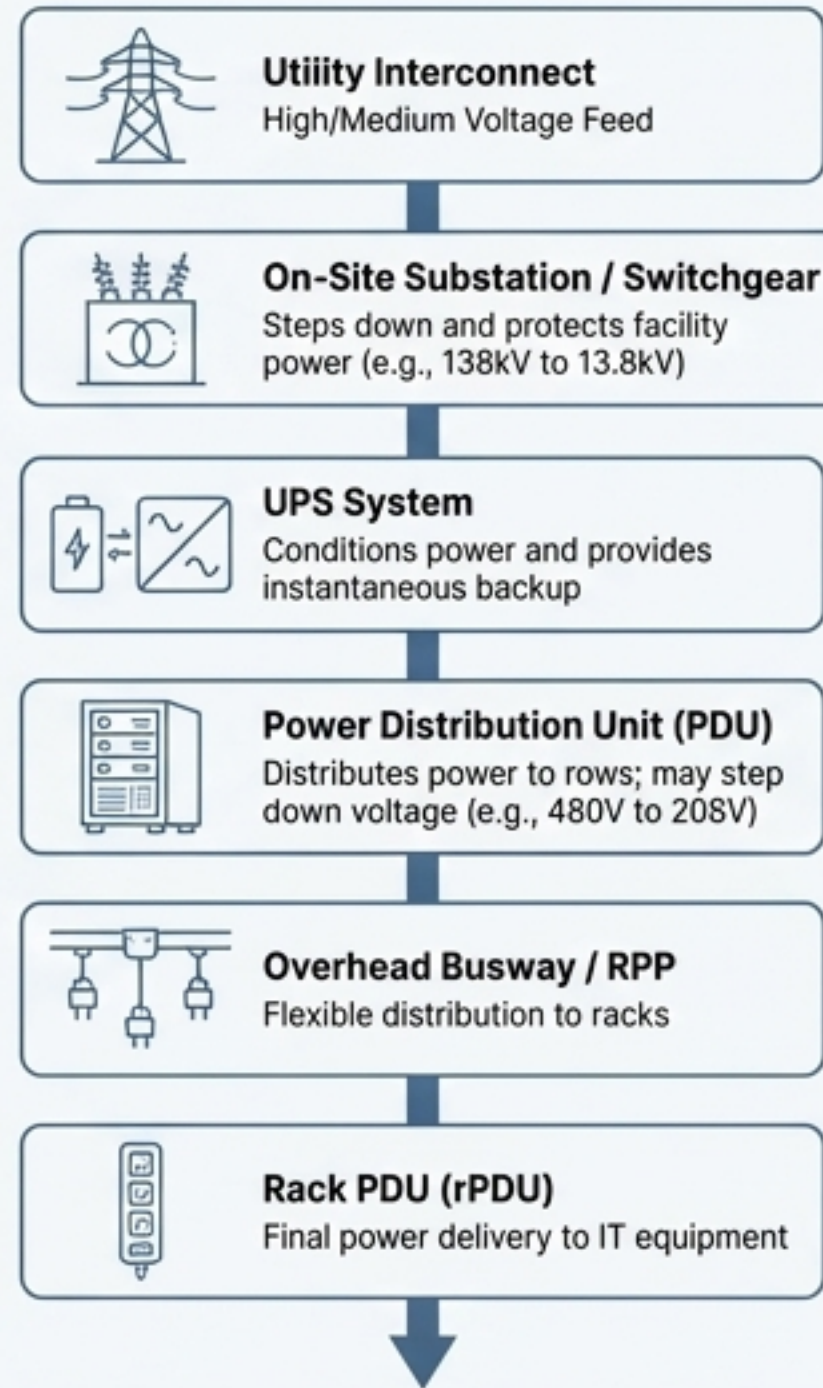 Utiiity Interconnect
High/Medium Voltage Feed
On-Site Substation / Switchgear
Steps down and protects facility
power (e.g., 138kV to 13.8kV)
UPS System
Conditions power and provides
instantaneous backup
Power Distribution Unit (PDU)
Distributes power to rows; may step
down voltage (e.g., 480V to 208V)
Overhead Busway / RPP
Flexible distribution to racks
Rack PDU (rPDU)
Final power delivery to IT equipment